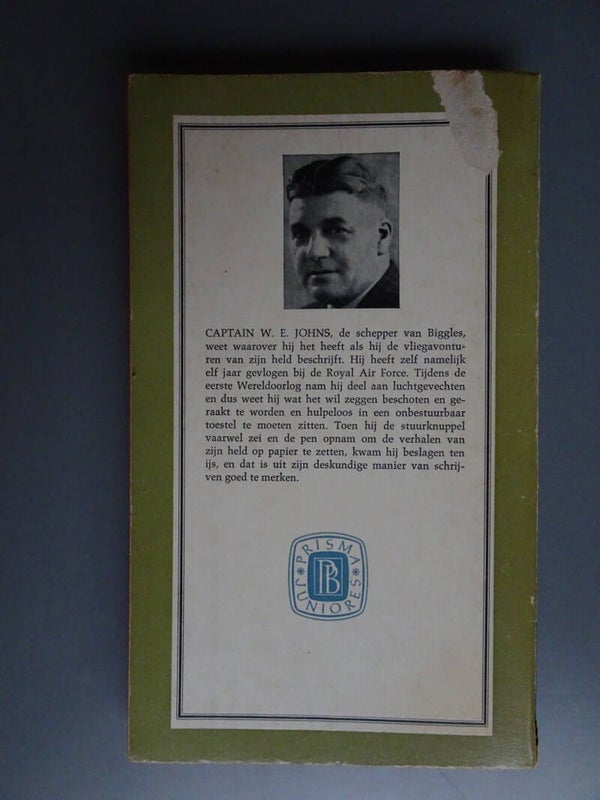 CAPTAIN W. E. JOHNS, de schepper van Biggles,
weet waarover hij het heeft als hij de vliegavontu-
ren van zijn held beschrijft. Hij heeft zelf namelijk
elf jaar gevlogen bij de Royal Air Force. Tijdens de
eerste Wereldoorlog nam hij deel aan luchtgevechten
en dus weet hij wat het wil zeggen beschoten en ge-
raakt te worden en hulpeloos in een onbestuurbaar
toestel te moeten zitten. Toen hij de stuurknuppel
vaarwel zei en de pen opnam om de verhalen van
zijn held op papier te zetten, kwam hij beslagen ten
ijs, en dat is uit zijn deskundige manier van schrij-
ven goed te merken.
PRISMA
PB
JUNIORES